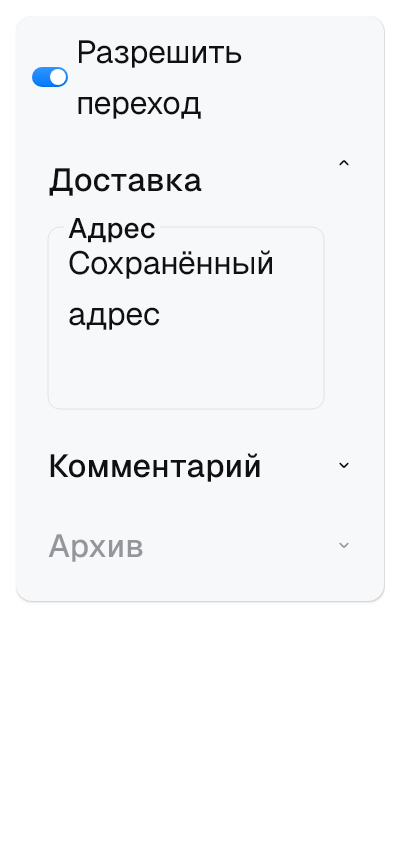 Разрешить
переход
Доставка
Адрес
Сохранённый
адрес
Комментарий
Архив